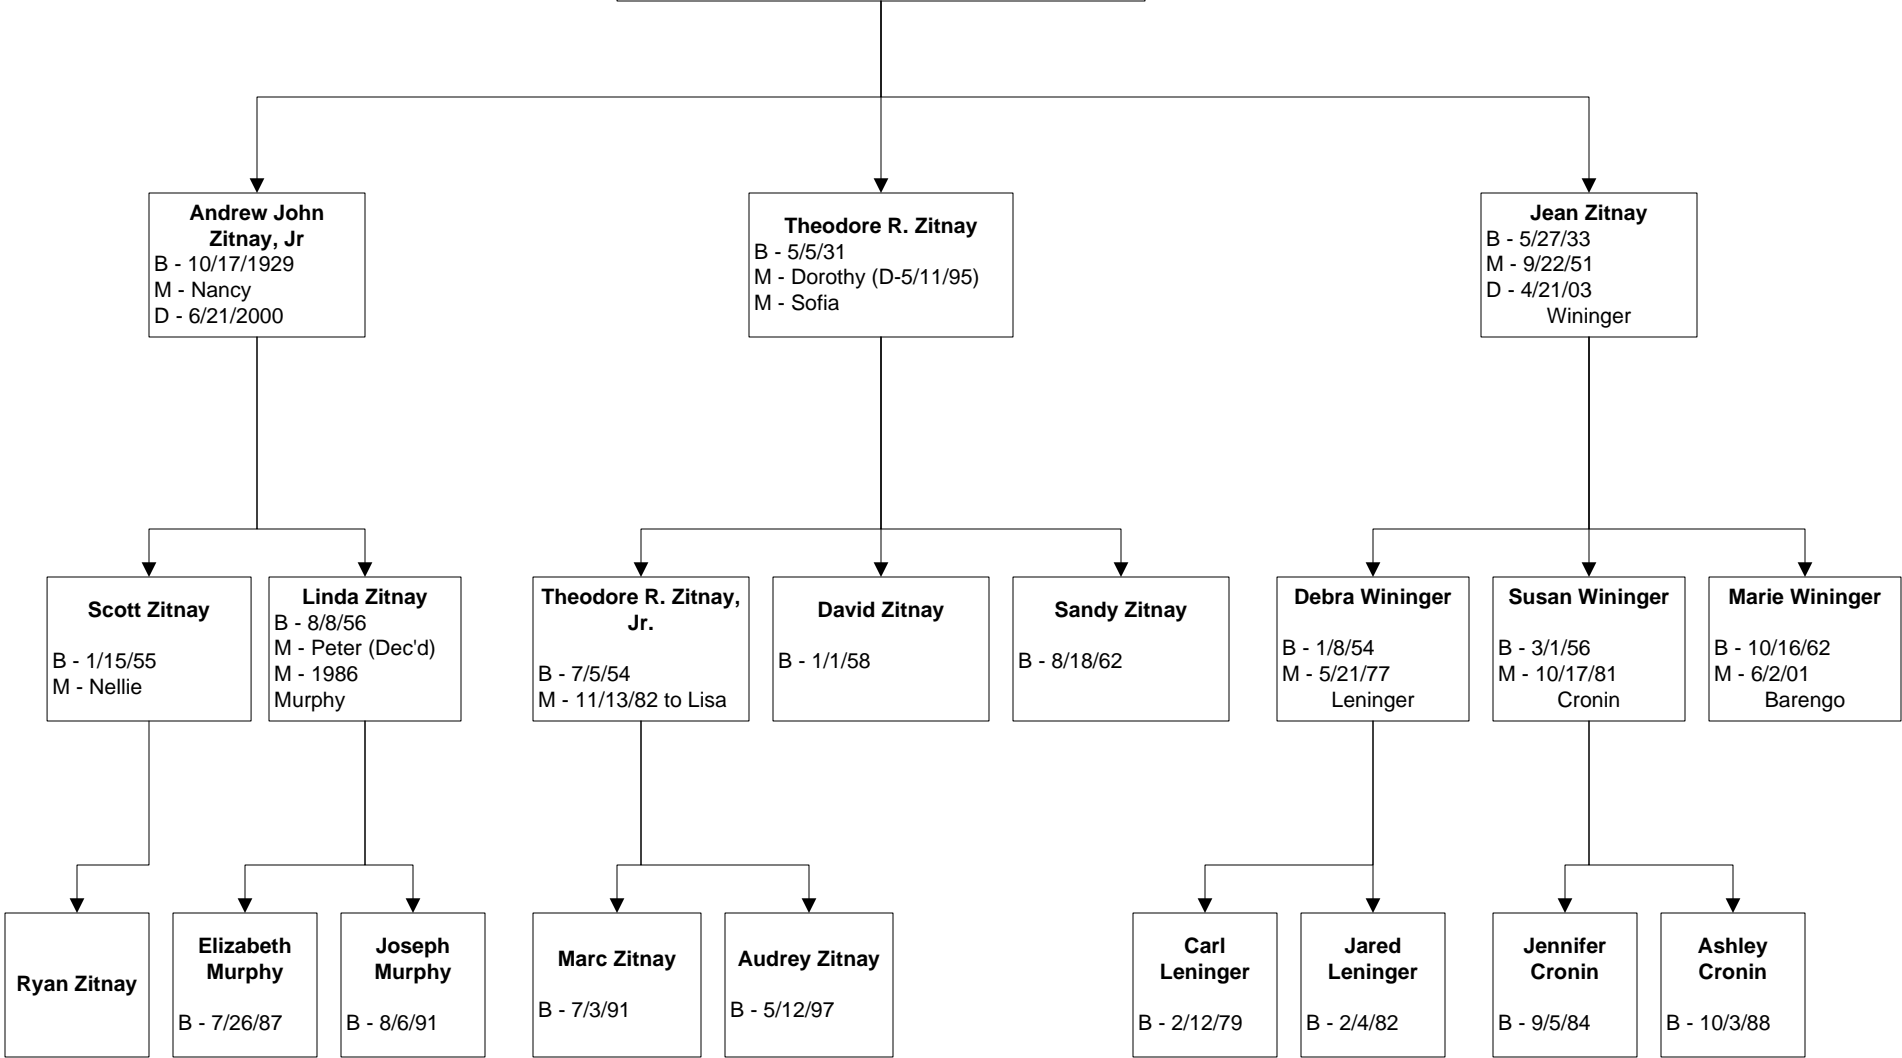 Andrew John
Zitnay, Jr
B - 10/17/1929
M - Nancy
D - 6/21/2000
Theodore R. Zitnay
B - 5/5/31
M - Dorothy (D-5/11/95)
M - Sofia
Jean Zitnay
B - 5/27/33
M - 9/22/51
D - 4/21/03
Wininger
Scott Zitnay
B - 1/15/55
M - Nellie
Linda Zitnay
B - 8/8/56
M - Peter (Dec'd)
M - 1986
Murphy
Theodore R. Zitnay,
Jr.
B - 7/5/54
M - 11/13/82 to Lisa
David Zitnay
B - 1/1/58
Sandy Zitnay
B - 8/18/62
Debra Wininger
B - 1/8/54
M - 5/21/77
Leninger
Susan Wininger
B - 3/1/56
M - 10/17/81
Cronin
Marie Wininger
B - 10/16/62
M - 6/2/01
Barengo
Ryan Zitnay
Elizabeth
Murphy
B - 7/26/87
Joseph
Murphy
B - 8/6/91
Marc Zitnay
B - 7/3/91
Audrey Zitnay
B - 5/12/97
Carl
Leninger
B - 2/12/79
Jared
Leninger
B - 2/4/82
Jennifer
Cronin
B - 9/5/84
Ashley
Cronin
B - 10/3/88